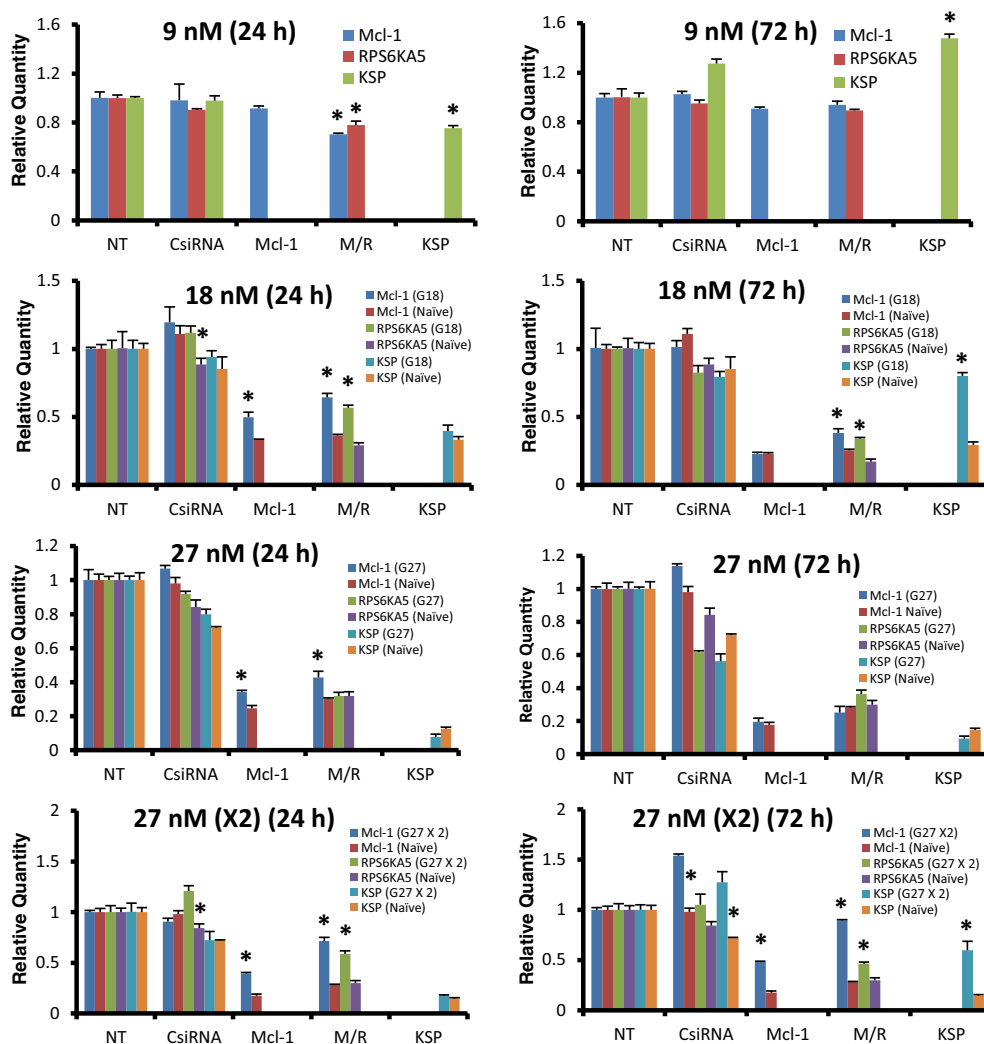 9 nM (24 h)
Mcl-1
RPS6KA5
KSP
Relative Quantity
1.6
1.2
0.8
0.4
0
* * *
NT CsiRNA Mcl-1 M/R KSP
9 nM (72 h)
Mcl-1
RPS6KA5
KSP
Relative Quantity
1.6
1.2
0.8
0.4
0
*
NT CsiRNA Mcl-1 M/R KSP
18 nM (24 h)
Mcl-1 (G18)
Mcl-1 (Naïve)
RPS6KA5 (G18)
RPS6KA5 (Naïve)
KSP (G18)
KSP (Naïve)
Relative Quantity
1.5
1
0.5
0
* * * *
NT CsiRNA Mcl-1 M/R KSP
18 nM (72 h)
Mcl-1 (G18)
Mcl-1 (Naïve)
RPS6KA5 (G18)
RPS6KA5 (Naïve)
KSP (G18)
KSP (Naïve)
Relative Quantity
1.5
1
0.5
0
* * *
NT CsiRNA Mcl-1 M/R KSP
27 nM (24 h)
Mcl-1 (G27)
Mcl-1 (Naïve)
RPS6KA5 (G27)
RPS6KA5 (Naïve)
KSP (G27)
KSP (Naïve)
Relative Quantity
1.2
1
0.8
0.6
0.4
0.2
0
* *
NT CsiRNA Mcl-1 M/R KSP
27 nM (72 h)
Mcl-1 (G27)
Mcl-1 Naïve)
RPS6KA5 (G27)
RPS6KA5 (Naïve)
KSP (G27)
KSP (Naïve)
Relative Quantity
1.2
1
0.8
0.6
0.4
0.2
0
NT CsiRNA Mcl-1 M/R KSP
27 nM (X2) (24 h)
Mcl-1 (G27 X 2)
Mcl-1 (Naïve)
RPS6KA5 (G27 X 2)
RPS6KA5 (Naïve)
KSP (G27 X 2)
KSP (Naïve)
Relative Quantity
2
1.5
1
0.5
0
* * * *
NT CsiRNA Mcl-1 M/R KSP
27 nM (X2) (72 h)
Mcl-1 (G27 X2)
Mcl-1 (Naïve)
RPS6KA5 (G27 X 2)
RPS6KA5 (Naïve)
KSP (G27 X 2)
KSP (Naïve)
Relative Quantity
2
1.5
1
0.5
0
* * * * * *
NT CsiRNA Mcl-1 M/R KSP